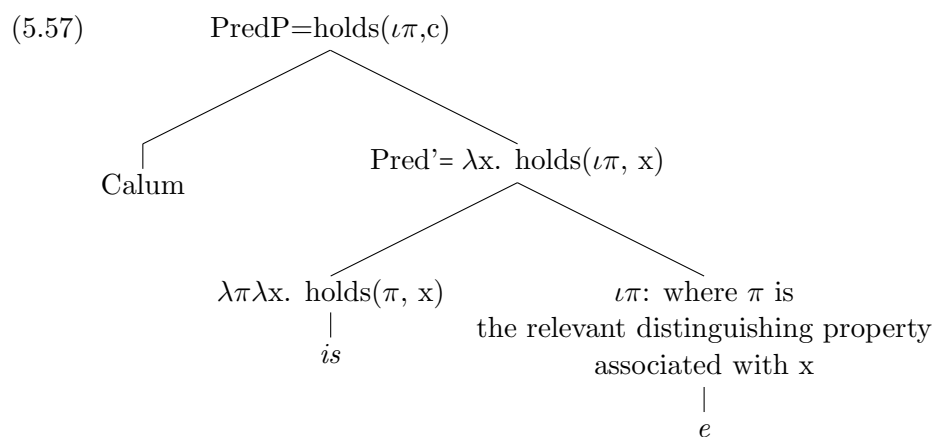 (5.57) PredP=holds(ιπ,c)
Calum
Pred’= λx. holds(ιπ, x)
λπλx. holds(π, x)
is
ιπ: where π is
the relevant distinguishing property
associated with x
e